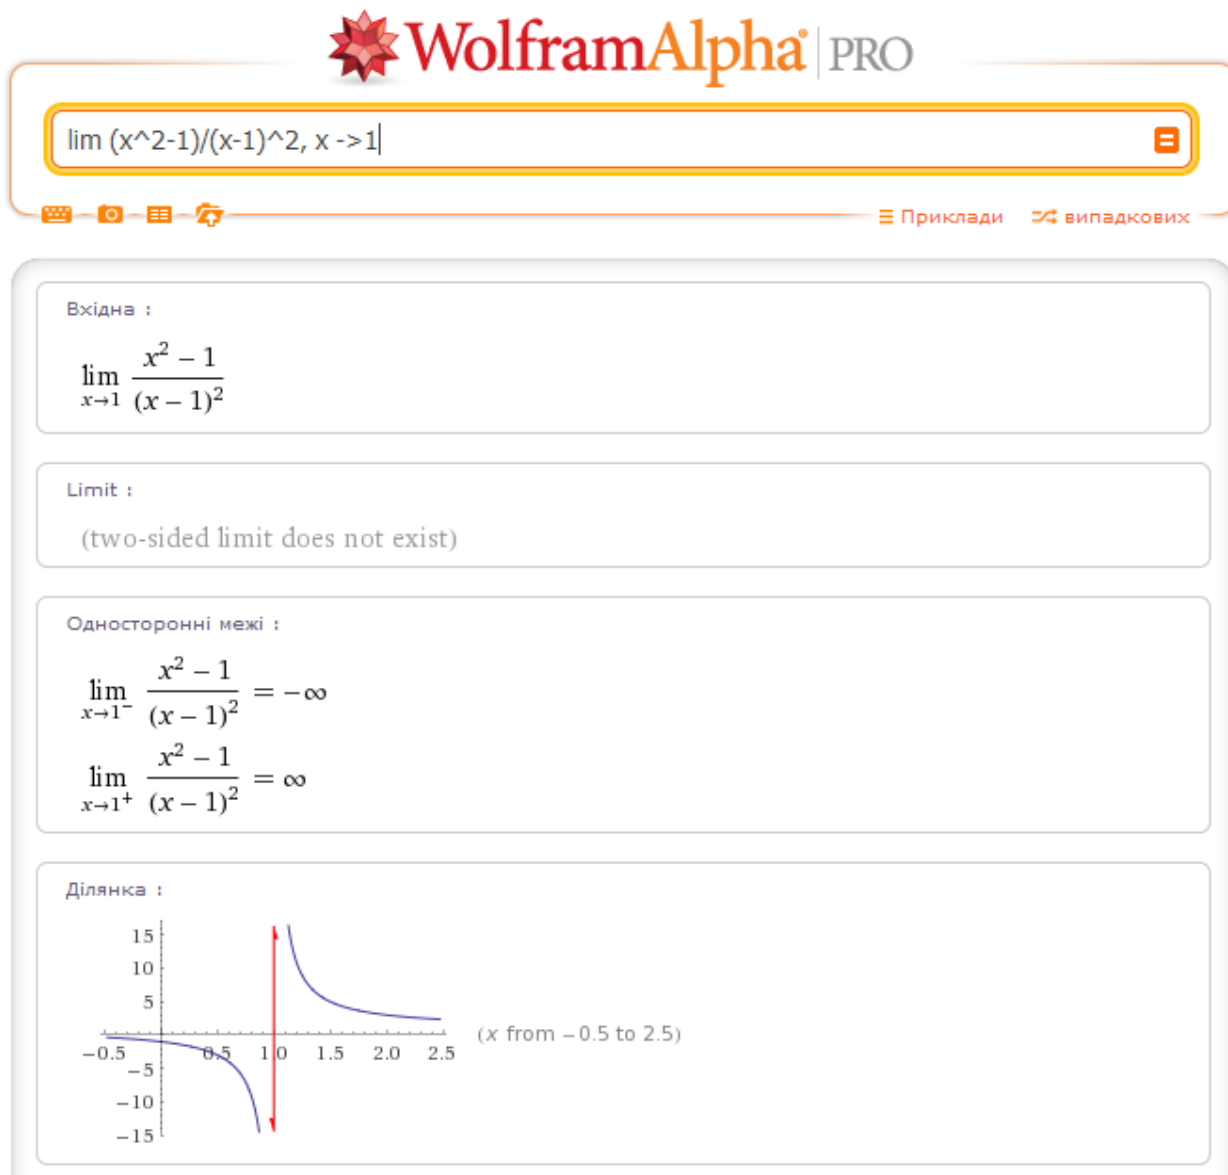 WolframAlpha PRO
lim (x^2-1)/(x-1)^2, x ->1
Приклади випадкових
Вхідна :
lim x→1 (x² − 1)/(x − 1)²
Limit :
(two-sided limit does not exist)
Односторонні межі :
lim x→1⁻ (x² − 1)/(x − 1)² = −∞
lim x→1⁺ (x² − 1)/(x − 1)² = ∞
Ділянка :
15
10
5
−0.5 0.5 1.0 1.5 2.0 2.5
(x from −0.5 to 2.5)
−5
−10
−15